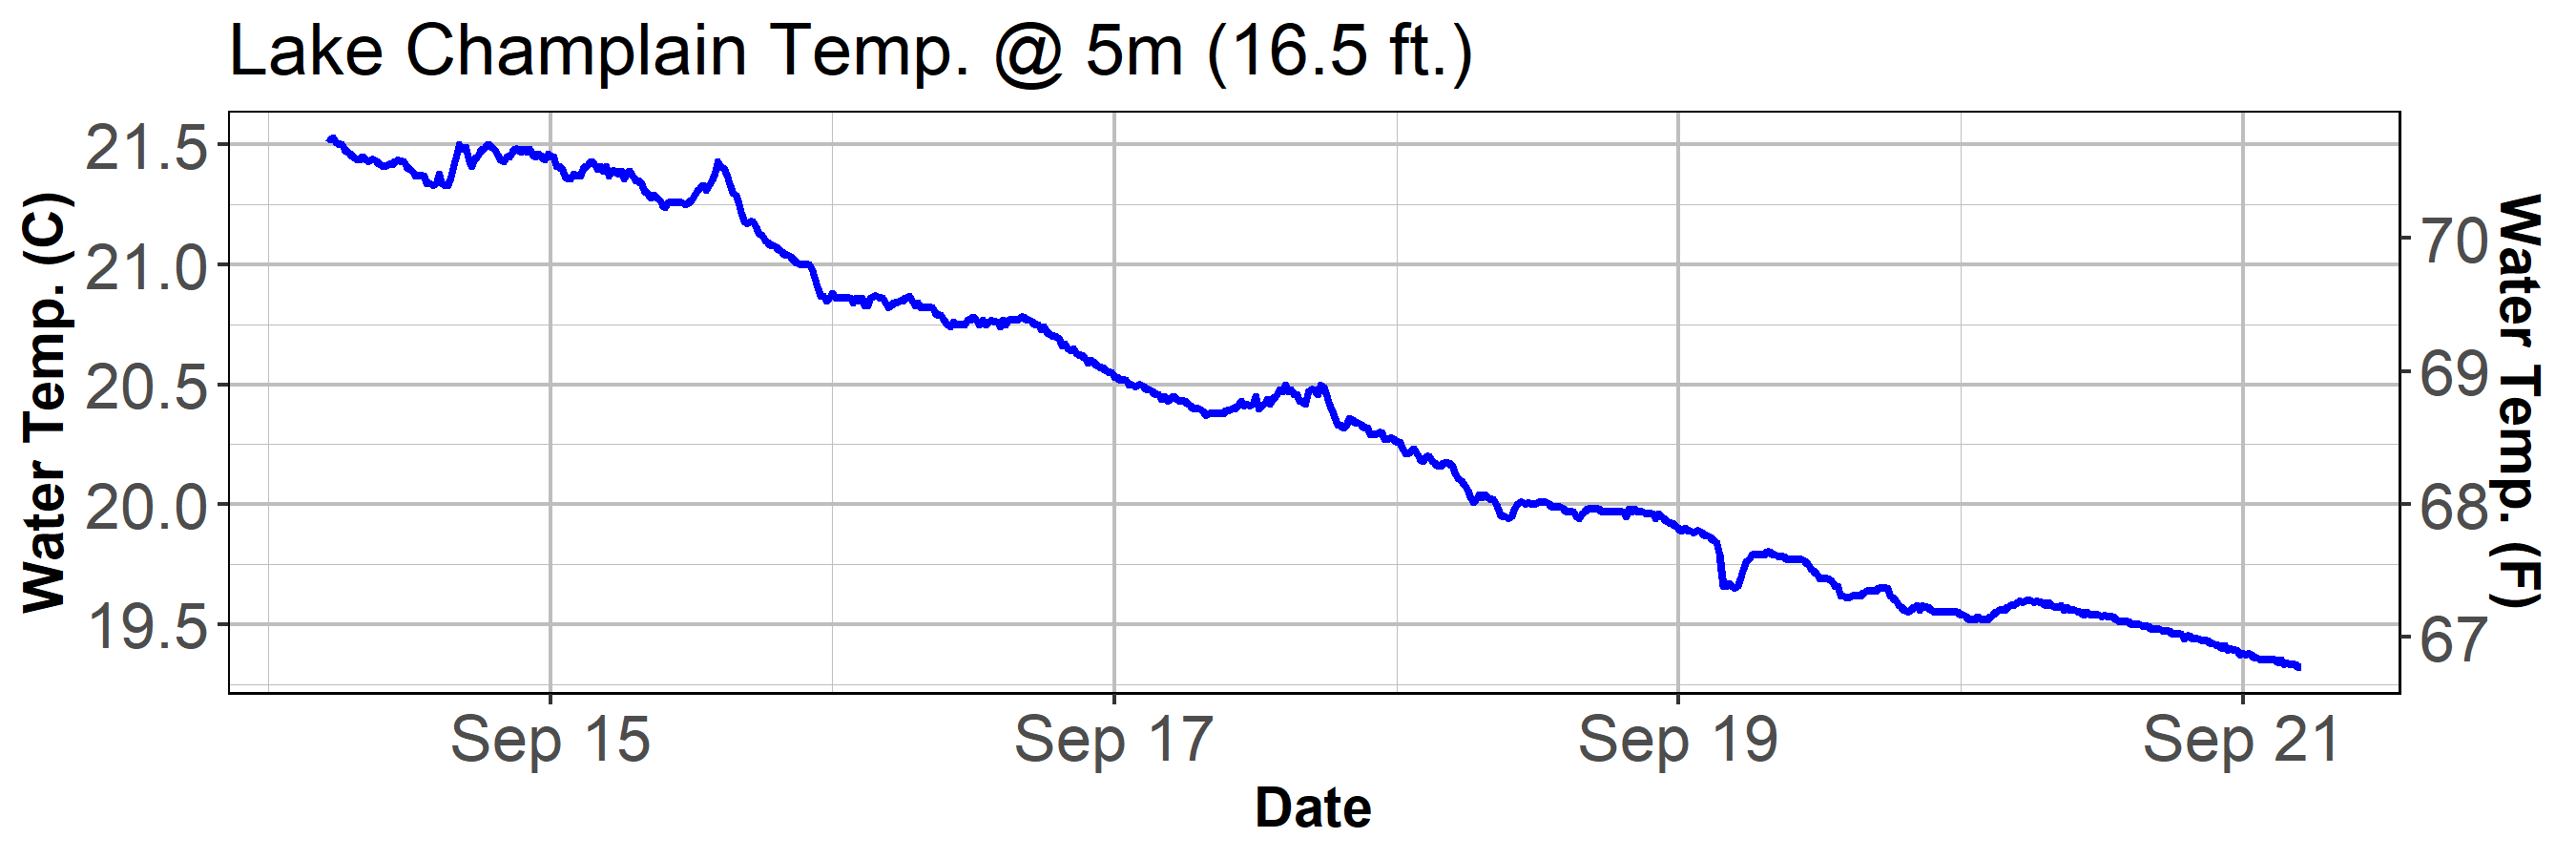 Lake Champlain Temp. @ 5m (16.5 ft.)
Water Temp. (C)
21.5
21.0
20.5
20.0
19.5
70
69
68
67
Water Temp. (F)
Sep 15 Sep 17 Sep 19 Sep 21
Date